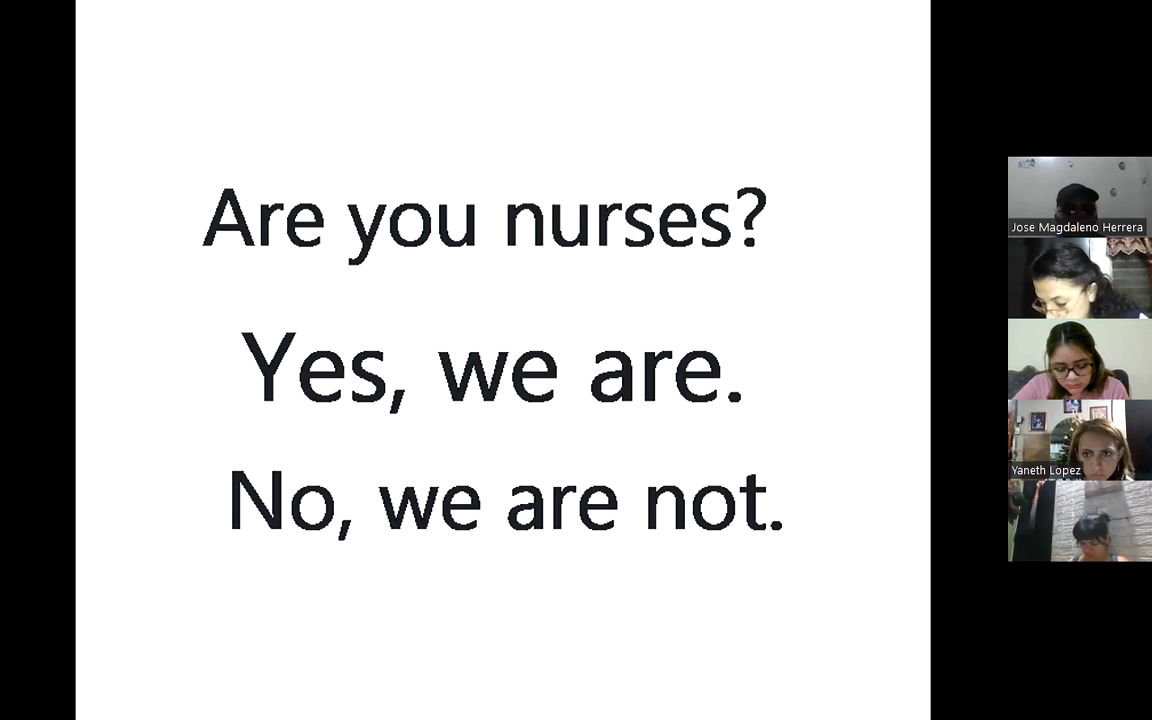 Are you nurses?
Yes, we are.
No, we are not.
Jose Magdaleno Herrera
Yaneth Lopez